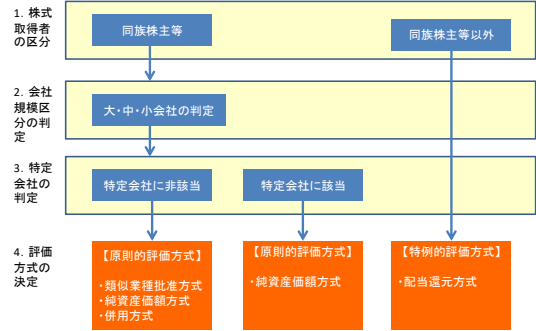 1. 株式
取得者
の区分
同族株主等
同族株主等以外
2. 会社
規模区
分の判
定
大・中・小会社の判定
3. 特定
会社の
判定
特定会社に非該当
特定会社に該当
4. 評価
方式の
決定
【原則的評価方式】
・類似業種批准方式
・純資産価額方式
・併用方式
【原則的評価方式】
・純資産価額方式
【特例的評価方式】
・配当還元方式